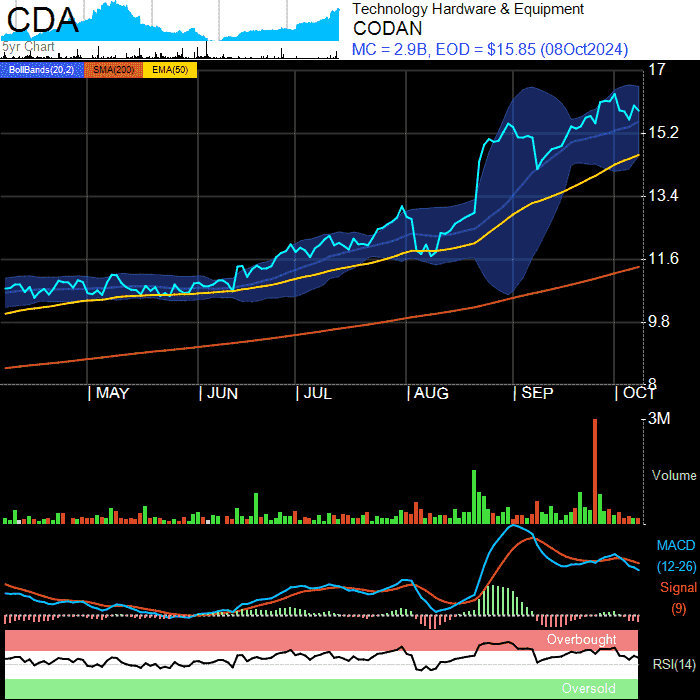 CDA
5yr Chart
Technology Hardware & Equipment
CODAN
MC = 2.9B, EOD = $15.85 (08Oct2024)
BollBands(20,2) SMA(200) EMA(50)
17
15.2
13.4
11.6
9.8
8
| MAY | JUN | JUL | AUG | SEP | OCT
3M
Volume
MACD
(12-26)
Signal
(9)
Overbought
RSI(14)
Oversold